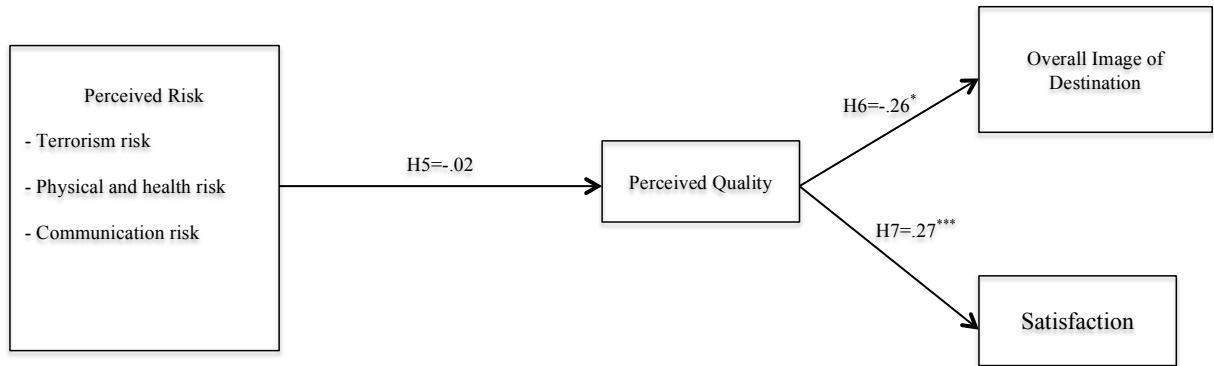 Perceived Risk
- Terrorism risk
- Physical and health risk
- Communication risk
H5=-.02
Perceived Quality
H6=-.26*
H7=.27***
Overall Image of
Destination
Satisfaction